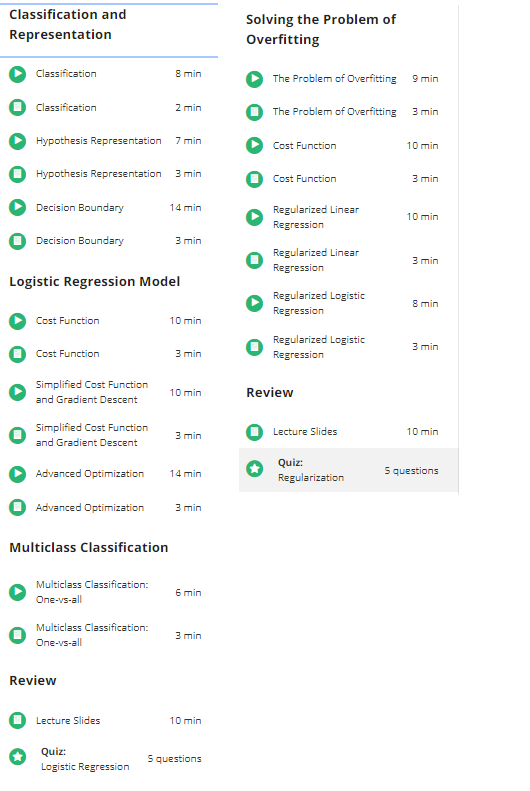 Classification and
Representation
Classification 8 min
Classification 2 min
Hypothesis Representation 7 min
Hypothesis Representation 3 min
Decision Boundary 14 min
Decision Boundary 3 min
Logistic Regression Model
Cost Function 10 min
Cost Function 3 min
Simplified Cost Function
and Gradient Descent 10 min
Simplified Cost Function
and Gradient Descent 3 min
Advanced Optimization 14 min
Advanced Optimization 3 min
Multiclass Classification
Multiclass Classification:
One-vs-all 6 min
Multiclass Classification:
One-vs-all 3 min
Review
Lecture Slides 10 min
Quiz:
Logistic Regression 5 questions
Solving the Problem of
Overfitting
The Problem of Overfitting 9 min
The Problem of Overfitting 3 min
Cost Function 10 min
Cost Function 3 min
Regularized Linear
Regression 10 min
Regularized Linear
Regression 3 min
Regularized Logistic
Regression 8 min
Regularized Logistic
Regression 3 min
Review
Lecture Slides 10 min
Quiz:
Regularization 5 questions